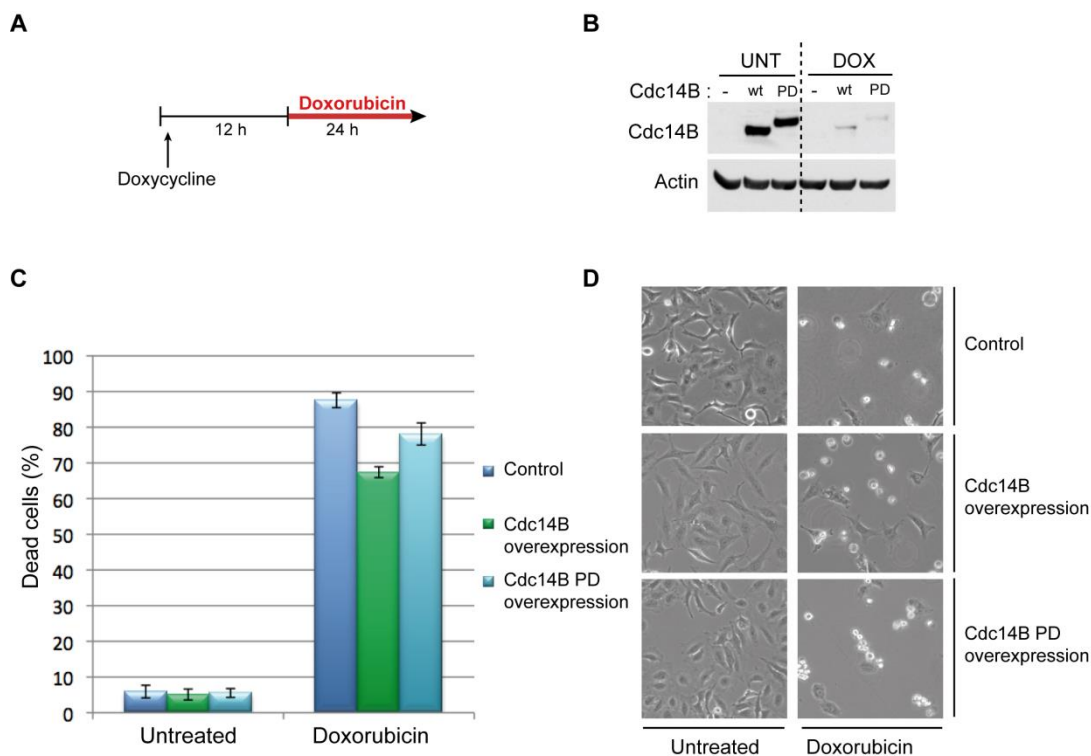 A
Doxorubicin
12 h
24 h
Doxycycline
B
UNT
DOX
Cdc14B :
-
wt
PD
-
wt
PD
Cdc14B
Actin
C
Dead cells (%)
100
90
80
70
60
50
40
30
20
10
0
Untreated
Doxorubicin
Control
Cdc14B
overexpression
Cdc14B PD
overexpression
D
Control
Cdc14B
overexpression
Cdc14B PD
overexpression
Untreated
Doxorubicin